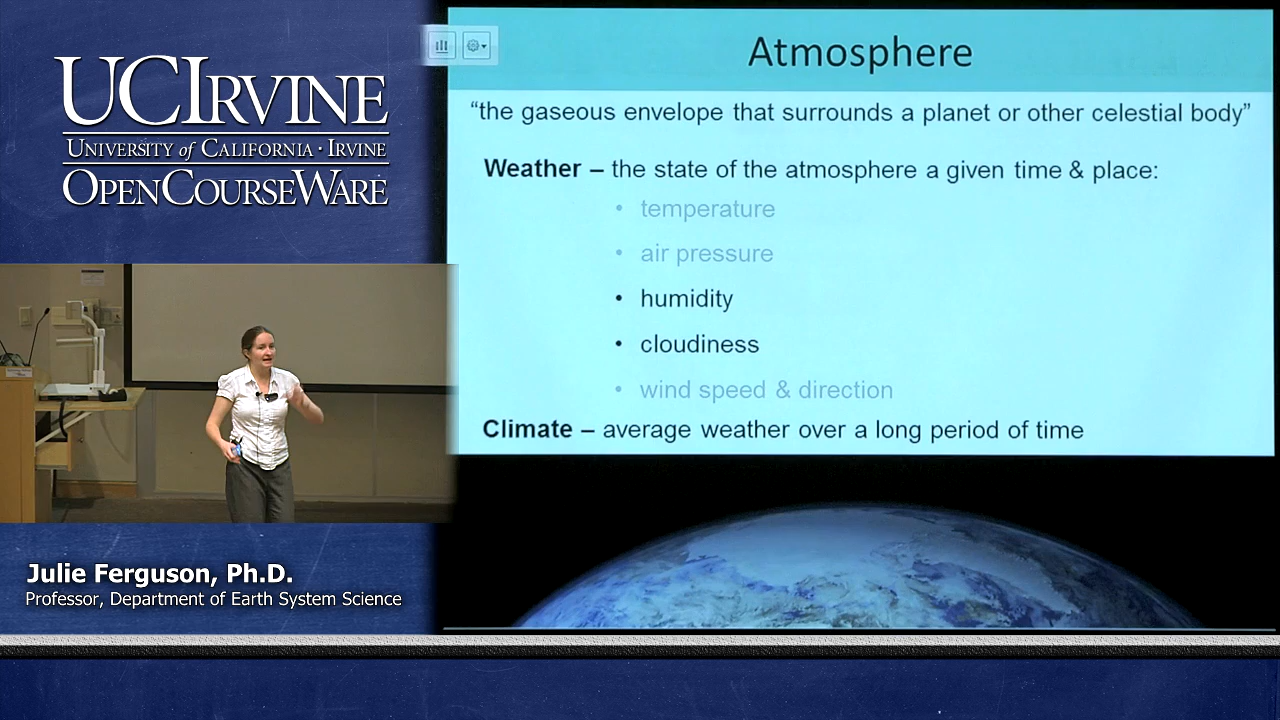 UCIRVINE
UNIVERSITY of CALIFORNIA · IRVINE
OPENCOURSEWARE
Atmosphere
“the gaseous envelope that surrounds a planet or other celestial body”
Weather – the state of the atmosphere a given time & place:
• temperature
• air pressure
• humidity
• cloudiness
• wind speed & direction
Climate – average weather over a long period of time
Julie Ferguson, Ph.D.
Professor, Department of Earth System Science